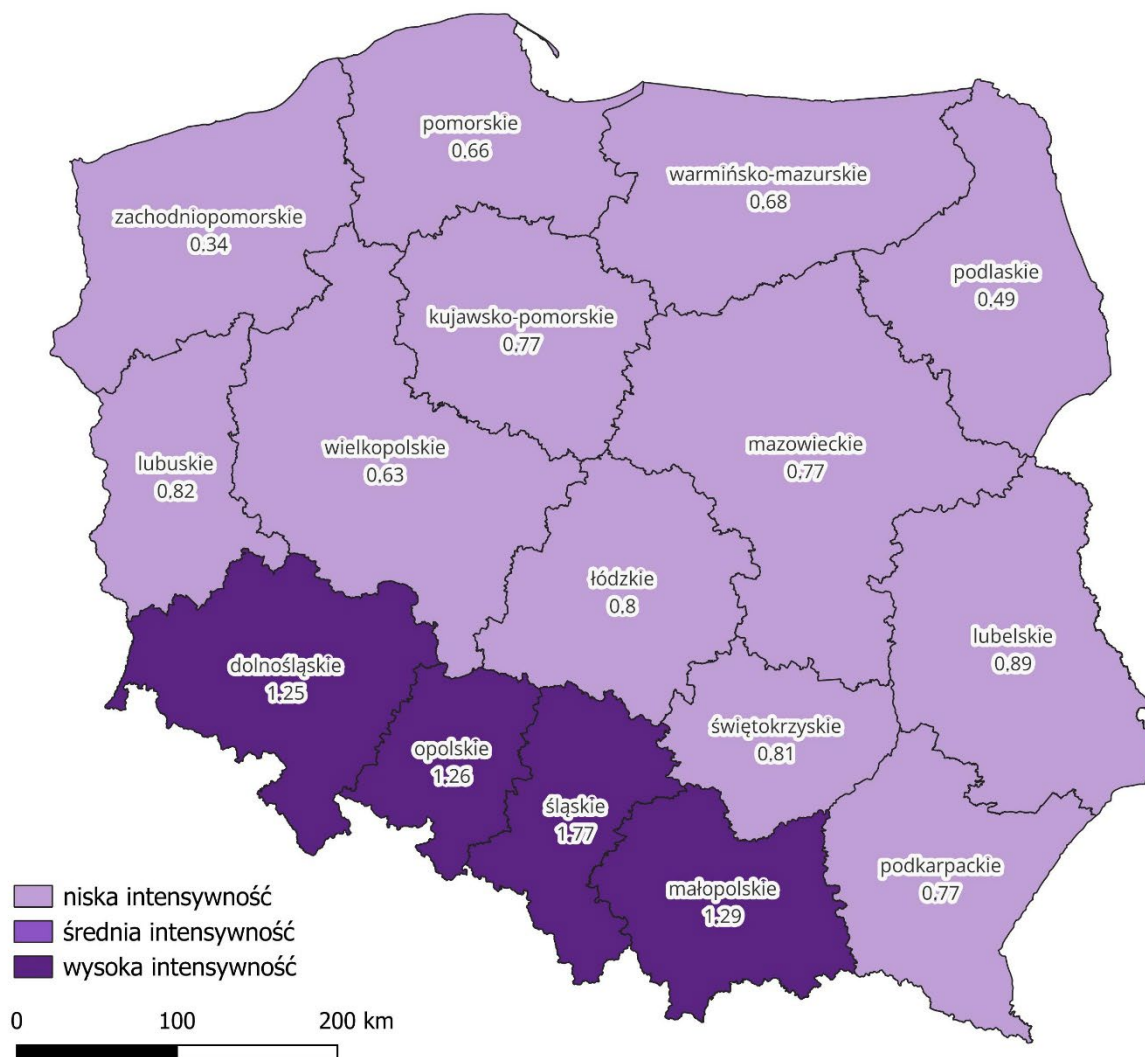 pomorskie
0.66
warmińsko-mazurskie
0.68
zachodniopomorskie
0.34
podlaskie
0.49
kujawsko-pomorskie
0.77
wielkopolskie
0.63
mazowieckie
0.77
lubuskie
0.82
łódzkie
0.8
lubelskie
0.89
dolnośląskie
1.25
świętokrzyskie
0.81
opolskie
1.26
śląskie
1.77
małopolskie
1.29
podkarpackie
0.77
niska intensywność
średnia intensywność
wysoka intensywność
0 100 200 km